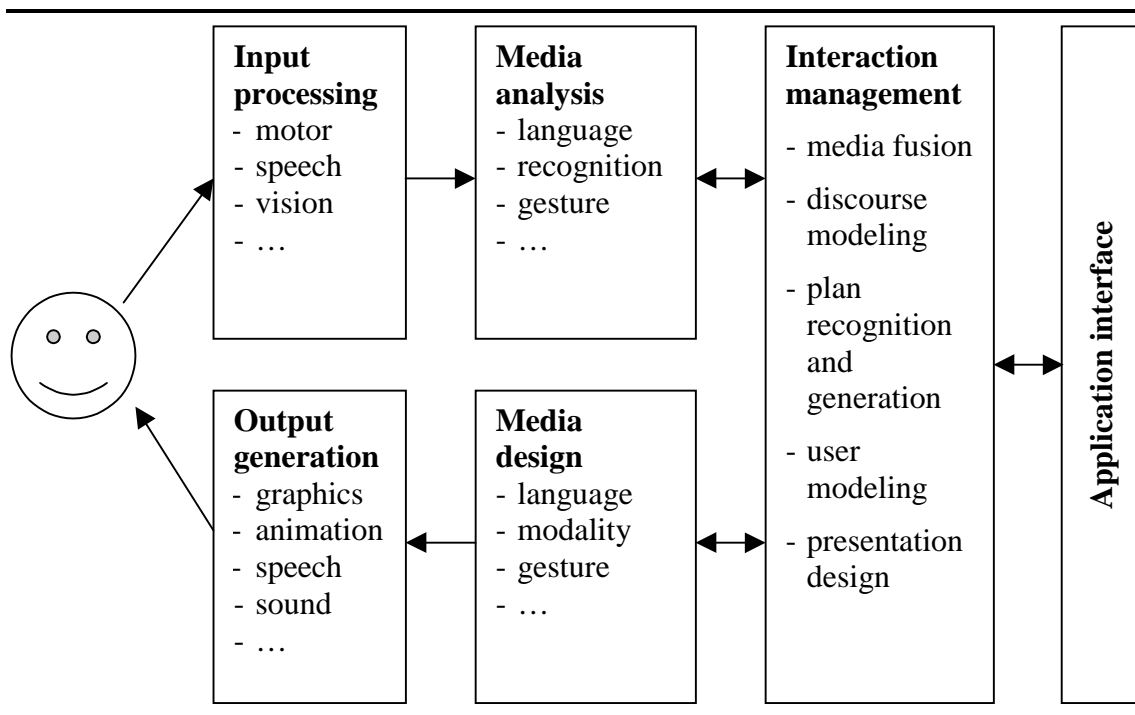 Input
processing
- motor
- speech
- vision
- …
Media
analysis
- language
- recognition
- gesture
- …
Interaction
management
- media fusion
- discourse
modeling
- plan
recognition
and
generation
- user
modeling
- presentation
design
Application interface
Output
generation
- graphics
- animation
- speech
- sound
- …
Media
design
- language
- modality
- gesture
- …